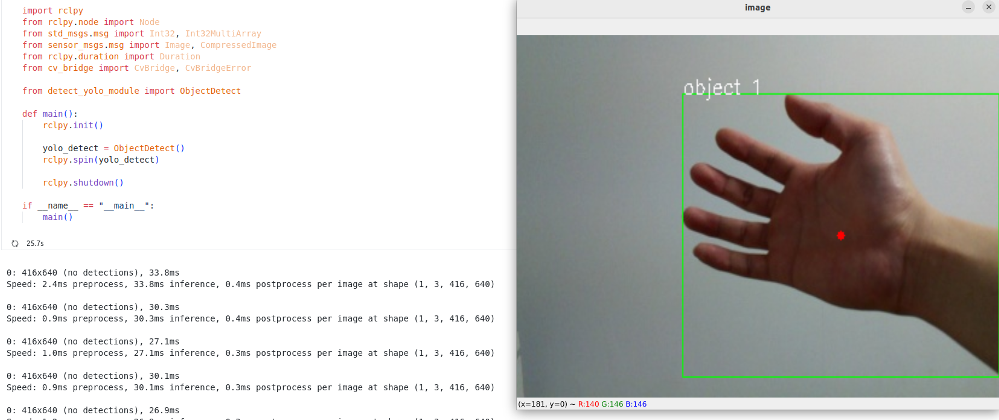 import rclpy
from rclpy.node import Node
from std_msgs.msg import Int32, Int32MultiArray
from sensor_msgs.msg import Image, CompressedImage
from rclpy.duration import Duration
from cv_bridge import CvBridge, CvBridgeError
from detect_yolo_module import ObjectDetect
def main():
rclpy.init()
yolo_detect = ObjectDetect()
rclpy.spin(yolo_detect)
rclpy.shutdown()
if __name__ == "__main__":
main()
25.7s
0: 416x640 (no detections), 33.8ms
Speed: 2.4ms preprocess, 33.8ms inference, 0.4ms postprocess per image at shape (1, 3, 416, 640)
0: 416x640 (no detections), 30.3ms
Speed: 0.9ms preprocess, 30.3ms inference, 0.4ms postprocess per image at shape (1, 3, 416, 640)
0: 416x640 (no detections), 27.1ms
Speed: 1.0ms preprocess, 27.1ms inference, 0.3ms postprocess per image at shape (1, 3, 416, 640)
0: 416x640 (no detections), 30.1ms
Speed: 0.9ms preprocess, 30.1ms inference, 0.3ms postprocess per image at shape (1, 3, 416, 640)
0: 416x640 (no detections), 26.9ms
image
object 1
(x=181, y=0) ~ R:140 G:146 B:146